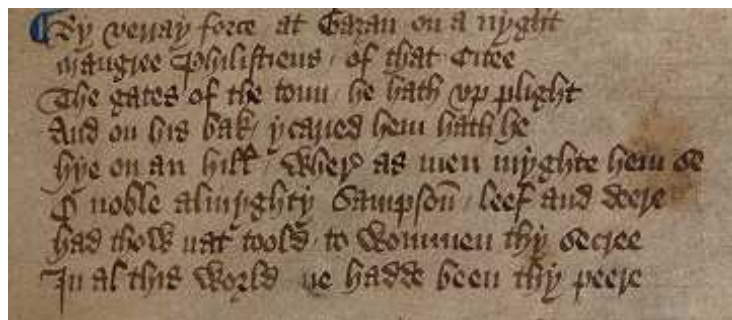 By verray force at Gazan on a nyght
maugree Philistiens / of that Citee
The gates of the toun / he hath vp plight
And on his bak / ycaried hem hath he
hye on an hill / Wher as men myghte hem se
O noble almyghty Sampson / leef and deere
had thow nat toold / to Wommen thy secree
In al this World ne hadde been thy peere